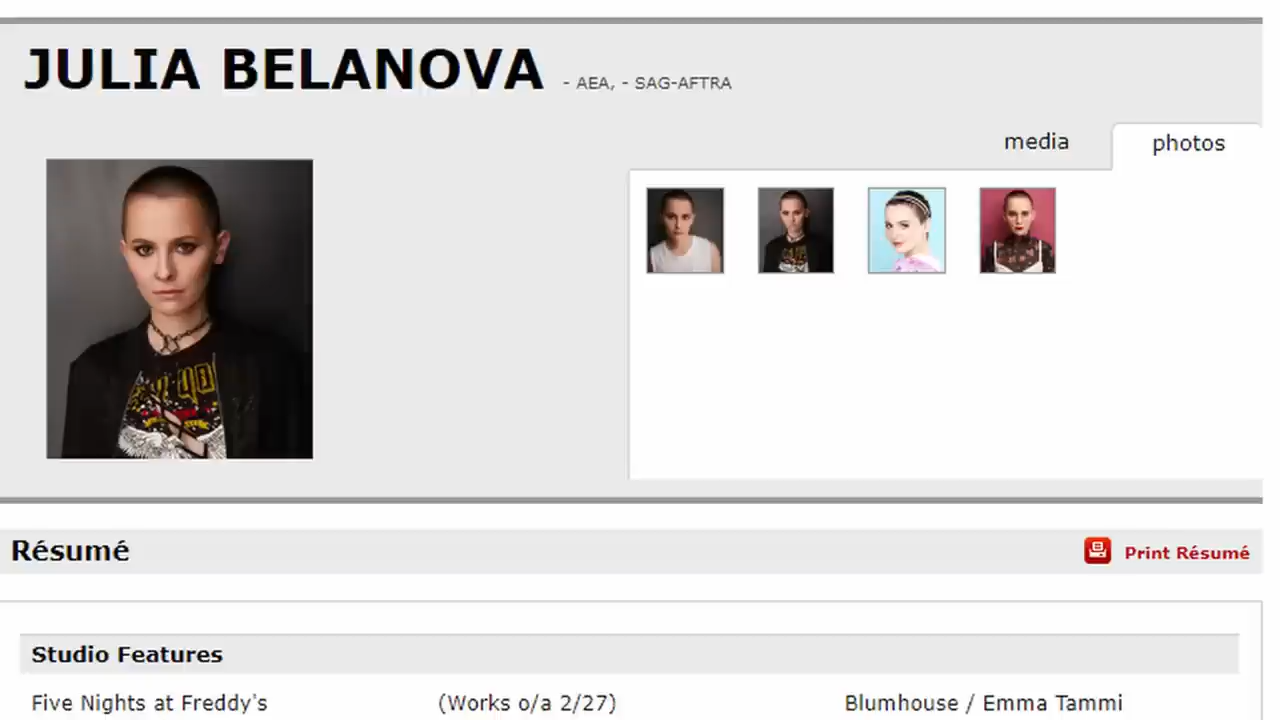 JULIA BELANOVA - AEA, - SAG-AFTRA
media photos
Résumé Print Résumé
Studio Features
Five Nights at Freddy's (Works o/a 2/27) Blumhouse / Emma Tammi